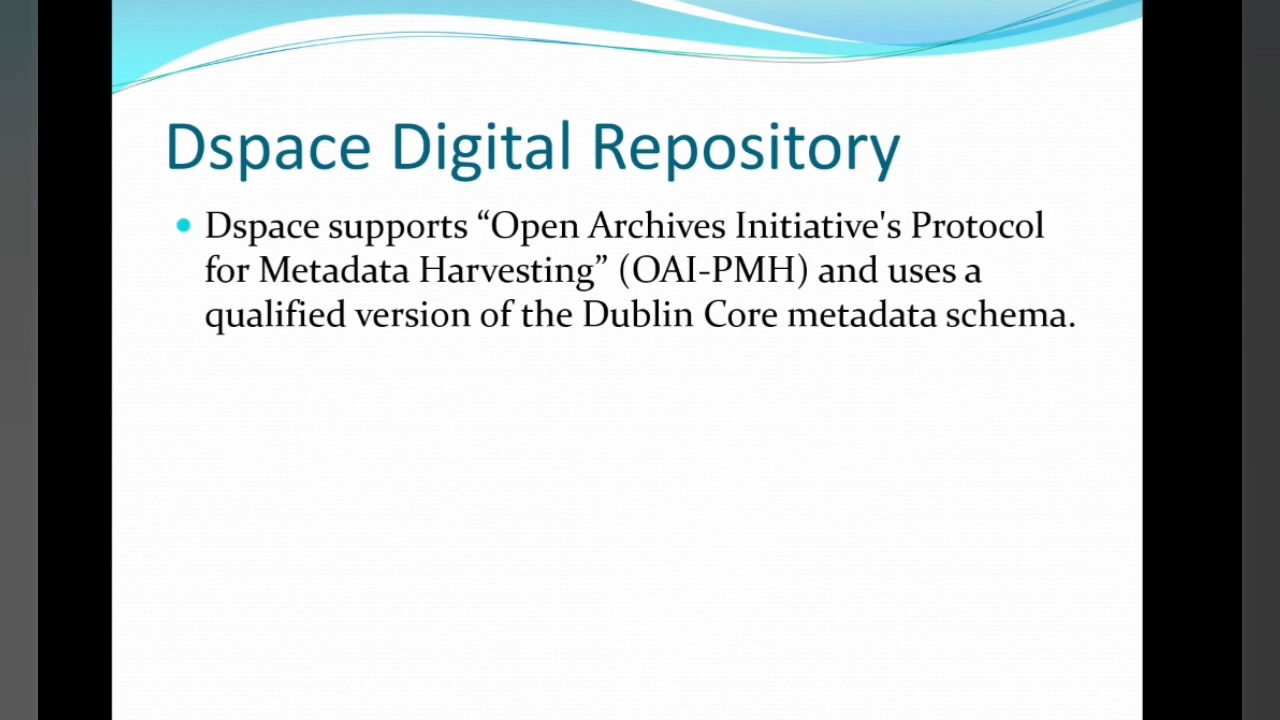 Dspace Digital Repository
Dspace supports “Open Archives Initiative's Protocol
for Metadata Harvesting” (OAI-PMH) and uses a
qualified version of the Dublin Core metadata schema.